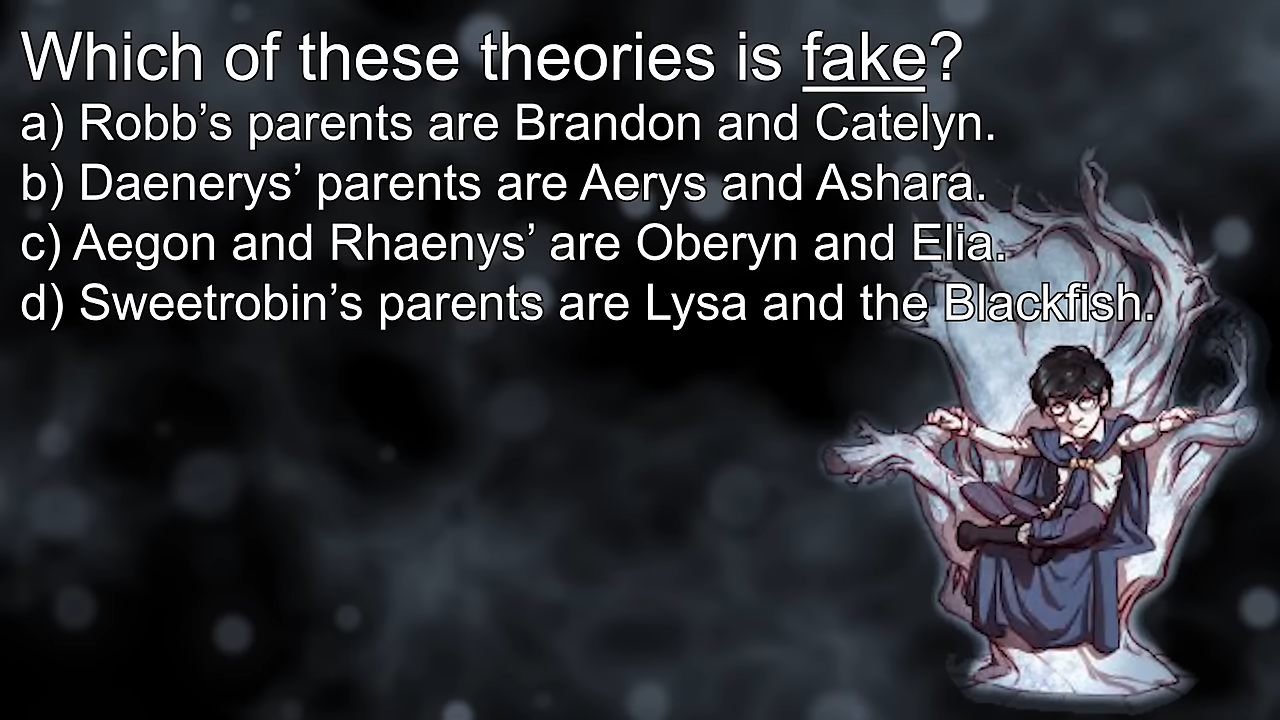 Which of these theories is fake?
a) Robb’s parents are Brandon and Catelyn.
b) Daenerys’ parents are Aerys and Ashara.
c) Aegon and Rhaenys’ are Oberyn and Elia.
d) Sweetrobin’s parents are Lysa and the Blackfish.